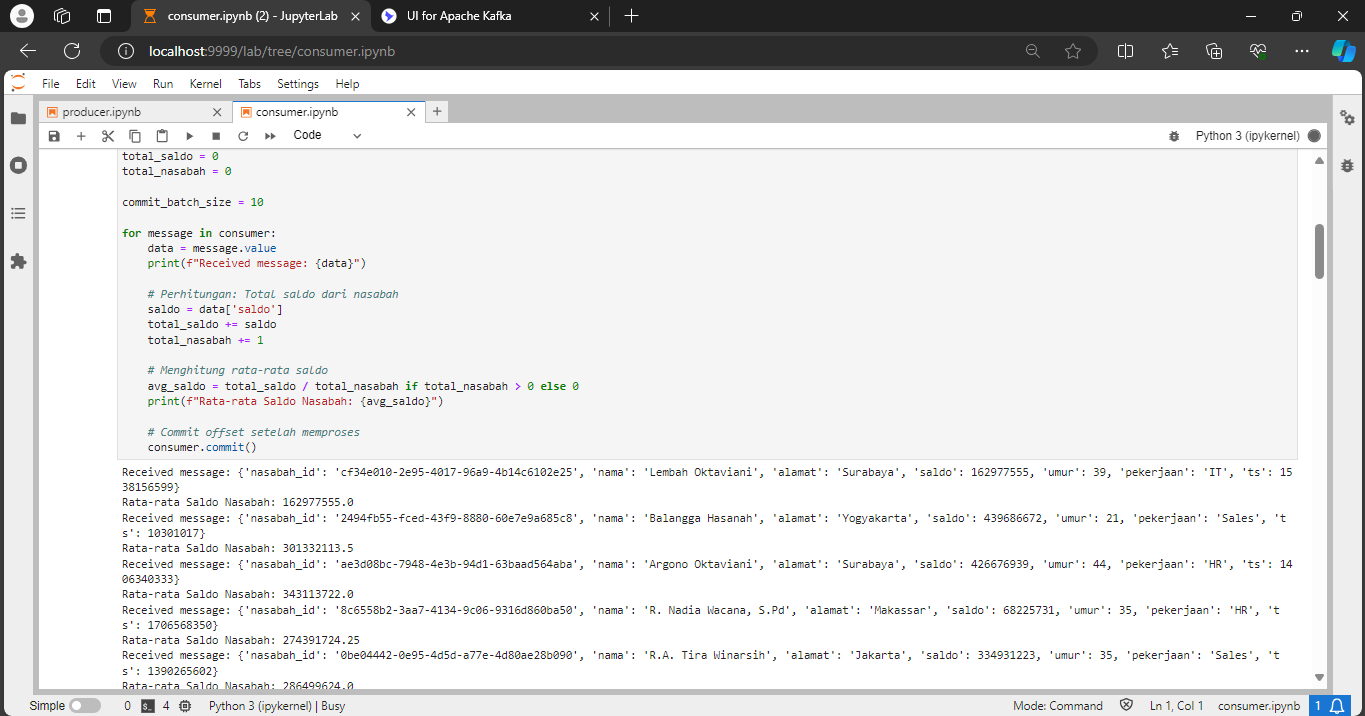 consumer.ipynb (2) - JupyterLab
UI for Apache Kafka
localhost:9999/lab/tree/consumer.ipynb
File Edit View Run Kernel Tabs Settings Help
producer.ipynb
consumer.ipynb
Code
Python 3 (ipykernel)
total_saldo = 0
total_nasabah = 0
commit_batch_size = 10
for message in consumer:
data = message.value
print(f"Received message: {data}")
# Perhitungan: Total saldo dari nasabah
saldo = data['saldo']
total_saldo += saldo
total_nasabah += 1
# Menghitung rata-rata saldo
avg_saldo = total_saldo / total_nasabah if total_nasabah > 0 else 0
print(f"Rata-rata Saldo Nasabah: {avg_saldo}")
# Commit offset setelah memproses
consumer.commit()
Received message: {'nasabah_id': 'cf34e010-2e95-4017-96a9-4b14c6102e25', 'nama': 'Lembah Oktaviani', 'alamat': 'Surabaya', 'saldo': 162977555, 'umur': 39, 'pekerjaan': 'IT', 'ts': 15
38156599}
Rata-rata Saldo Nasabah: 162977555.0
Received message: {'nasabah_id': '2494fb55-fced-43f9-8880-60e7e9a685c8', 'nama': 'Balangga Hasanah', 'alamat': 'Yogyakarta', 'saldo': 439686672, 'umur': 21, 'pekerjaan': 'Sales', 't
s': 10301017}
Rata-rata Saldo Nasabah: 301332113.5
Received message: {'nasabah_id': 'ae3d08bc-7948-4e3b-94d1-63baad564aba', 'nama': 'Argono Oktaviani', 'alamat': 'Surabaya', 'saldo': 426676939, 'umur': 44, 'pekerjaan': 'HR', 'ts': 14
06340333}
Rata-rata Saldo Nasabah: 343113722.0
Received message: {'nasabah_id': '8c6558b2-3aa7-4134-9c06-9316d860ba50', 'nama': 'R. Nadia Wacana, S.Pd', 'alamat': 'Makassar', 'saldo': 68225731, 'umur': 35, 'pekerjaan': 'HR', 't
s': 1706568350}
Rata-rata Saldo Nasabah: 274391724.25
Received message: {'nasabah_id': '0be04442-0e95-4d5d-a77e-4d80ae28b090', 'nama': 'R.A. Tira Winarsih', 'alamat': 'Jakarta', 'saldo': 334931223, 'umur': 35, 'pekerjaan': 'Sales', 't
s': 1390265602}
Rata-rata Saldo Nasabah: 286499624.0
Simple 0 4 Python 3 (ipykernel) | Busy Mode: Command Ln 1, Col 1 consumer.ipynb 1